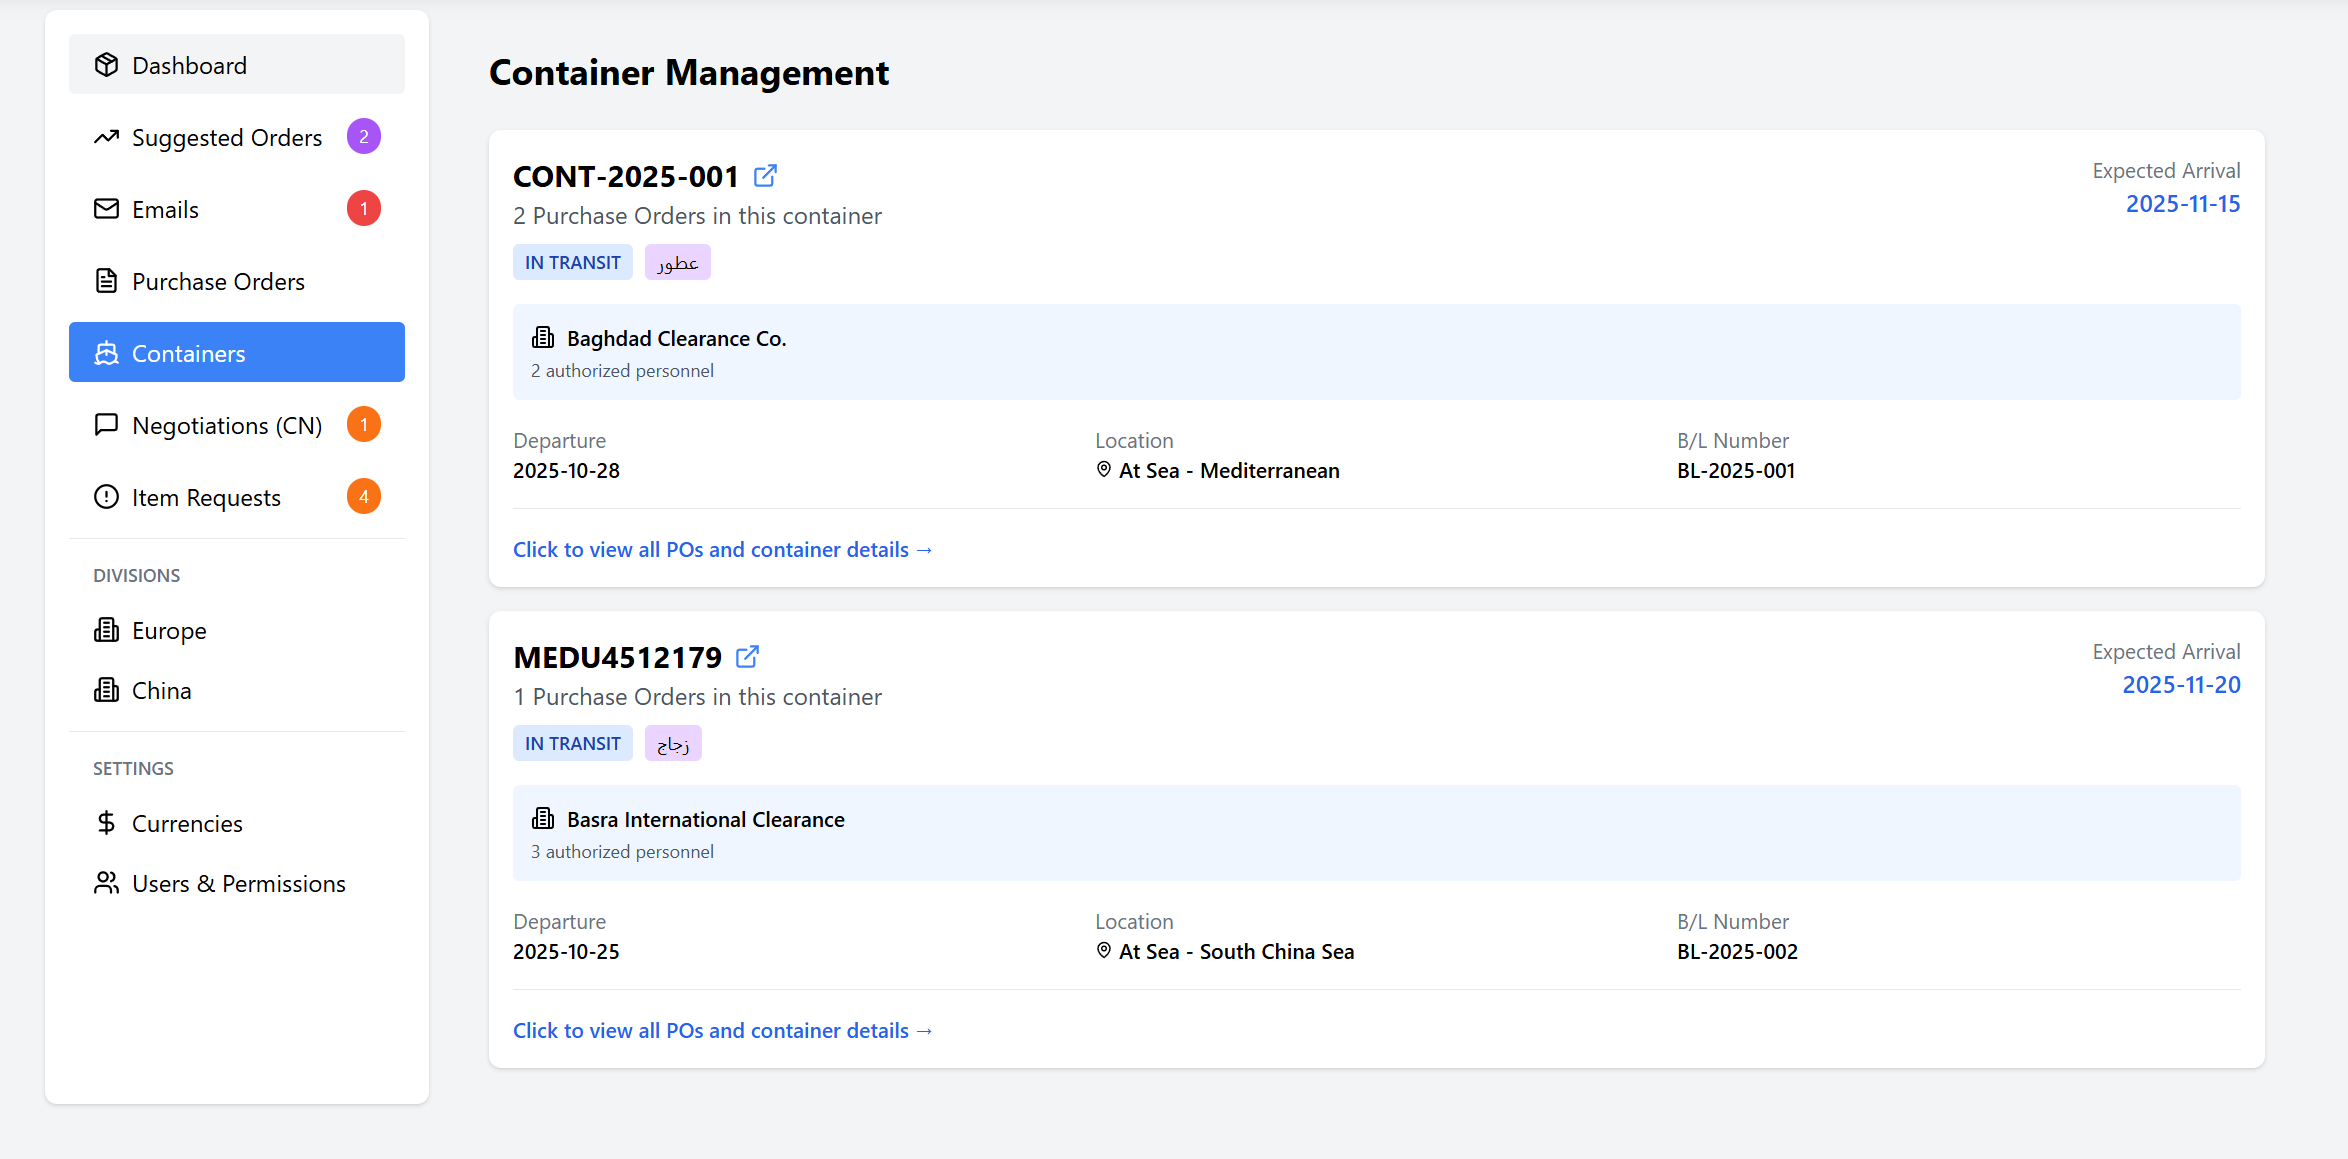 Dashboard
Suggested Orders 2
Emails 1
Purchase Orders
Containers
Negotiations (CN) 1
Item Requests 4
DIVISIONS
Europe
China
SETTINGS
Currencies
Users & Permissions
Container Management
CONT-2025-001
Expected Arrival
2025-11-15
2 Purchase Orders in this container
IN TRANSIT عطور
Baghdad Clearance Co.
2 authorized personnel
Departure Location B/L Number
2025-10-28 At Sea - Mediterranean BL-2025-001
Click to view all POs and container details →
MEDU4512179
Expected Arrival
2025-11-20
1 Purchase Orders in this container
IN TRANSIT زجاج
Basra International Clearance
3 authorized personnel
Departure Location B/L Number
2025-10-25 At Sea - South China Sea BL-2025-002
Click to view all POs and container details →